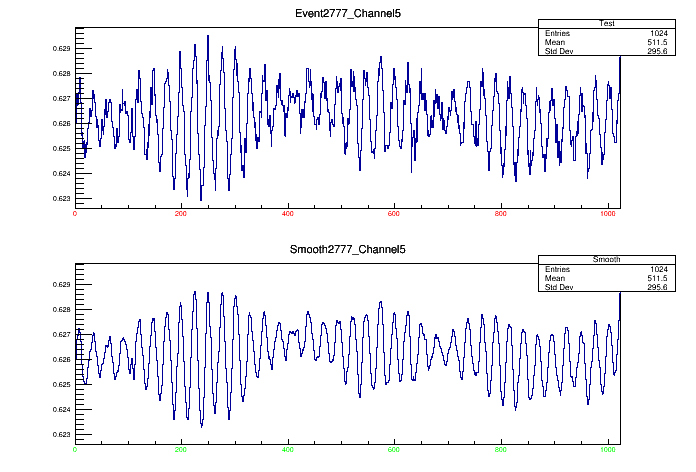 Event2777_Channel5
Test
Entries 1024
Mean 511.5
Std Dev 295.6
0.629
0.628
0.627
0.626
0.625
0.624
0.623
0 200 400 600 800 1000
Smooth2777_Channel5
Smooth
Entries 1024
Mean 511.5
Std Dev 295.6
0.629
0.628
0.627
0.626
0.625
0.624
0.623
0 200 400 600 800 1000